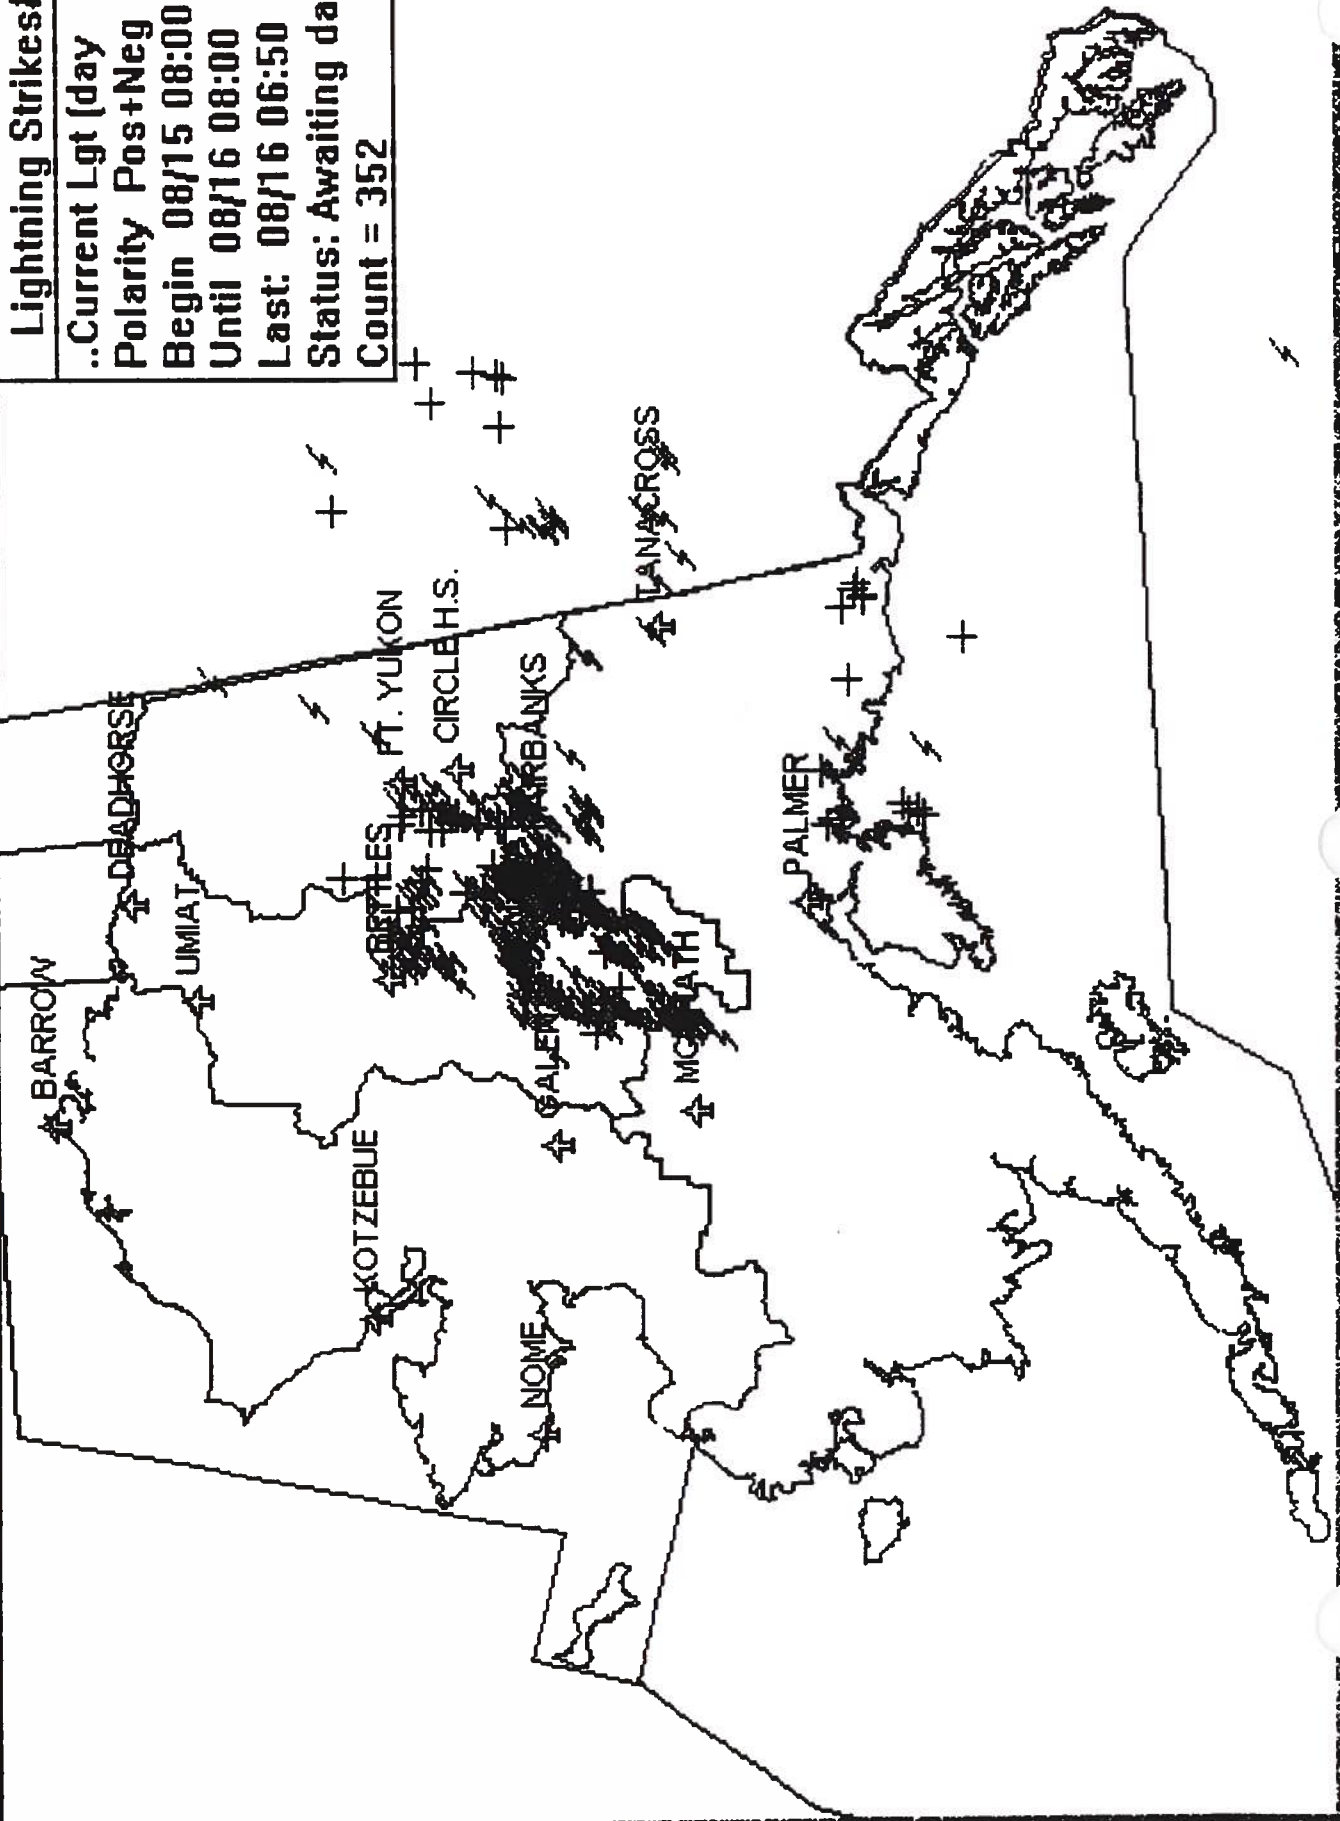 Lightning Strikes
..Current Lgt (day
Polarity Pos+Neg
Begin 08/15 08:00
Until 08/16 08:00
Last: 08/16 06:50
Status: Awaiting da
Count = 352
BARROW
DEADHORSE
UMIAT
KOTZEBUE
BETTLES
FT. YUKON
CIRCLE H.S.
NOME
GALENA
FAIRBANKS
TANACROSS
MCGRATH
PALMER